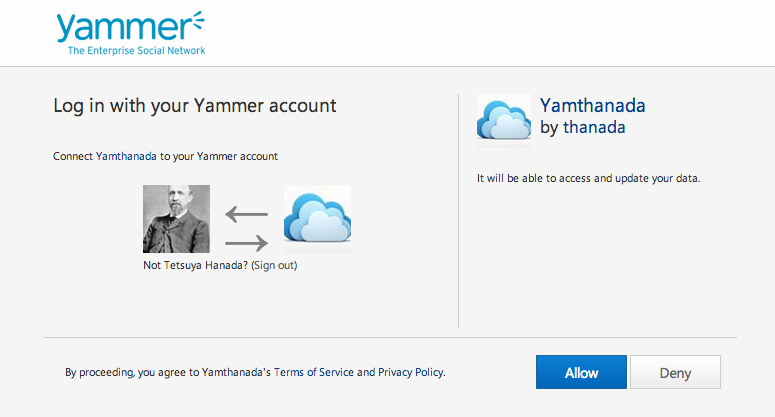 yammer
The Enterprise Social Network
Log in with your Yammer account
Connect Yamthanada to your Yammer account
Not Tetsuya Hanada? (Sign out)
Yamthanada
by thanada
It will be able to access and update your data.
By proceeding, you agree to Yamthanada's Terms of Service and Privacy Policy.
Allow
Deny